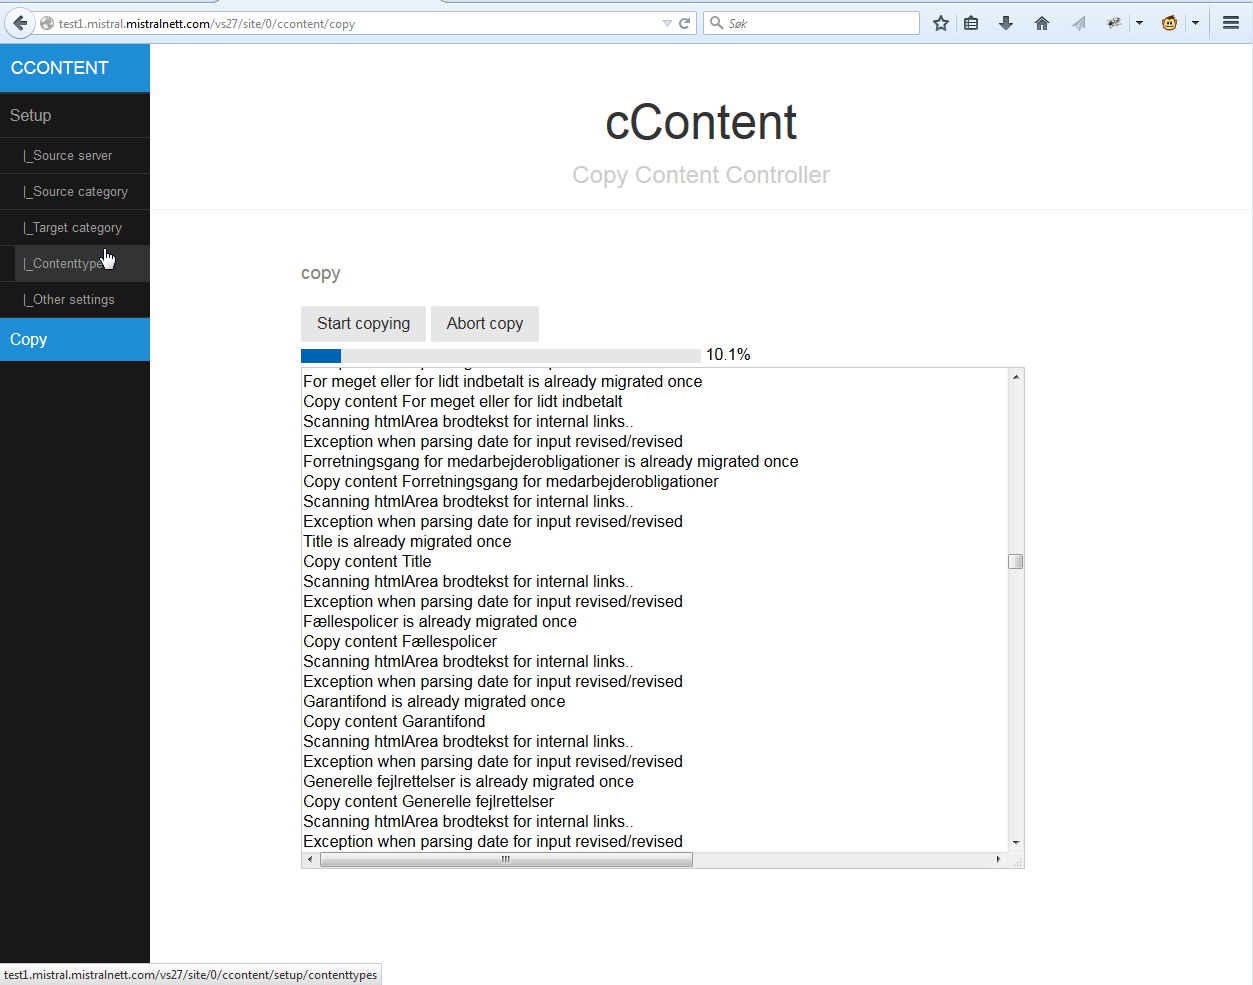 test1.mistral.mistralnett.com/vs27/site/0/ccontent/copy
Søk
CCONTENT
Setup
|_Source server
|_Source category
|_Target category
|_Contenttype
|_Other settings
Copy
cContent
Copy Content Controller
copy
Start copying
Abort copy
10.1%
For meget eller for lidt indbetalt is already migrated once
Copy content For meget eller for lidt indbetalt
Scanning htmlArea brodtekst for internal links..
Exception when parsing date for input revised/revised
Forretningsgang for medarbejderobligationer is already migrated once
Copy content Forretningsgang for medarbejderobligationer
Scanning htmlArea brodtekst for internal links..
Exception when parsing date for input revised/revised
Title is already migrated once
Copy content Title
Scanning htmlArea brodtekst for internal links..
Exception when parsing date for input revised/revised
Fællespolicer is already migrated once
Copy content Fællespolicer
Scanning htmlArea brodtekst for internal links..
Exception when parsing date for input revised/revised
Garantifond is already migrated once
Copy content Garantifond
Scanning htmlArea brodtekst for internal links..
Exception when parsing date for input revised/revised
Generelle fejlrettelser is already migrated once
Copy content Generelle fejlrettelser
Scanning htmlArea brodtekst for internal links..
Exception when parsing date for input revised/revised
test1.mistral.mistralnett.com/vs27/site/0/ccontent/setup/contenttypes